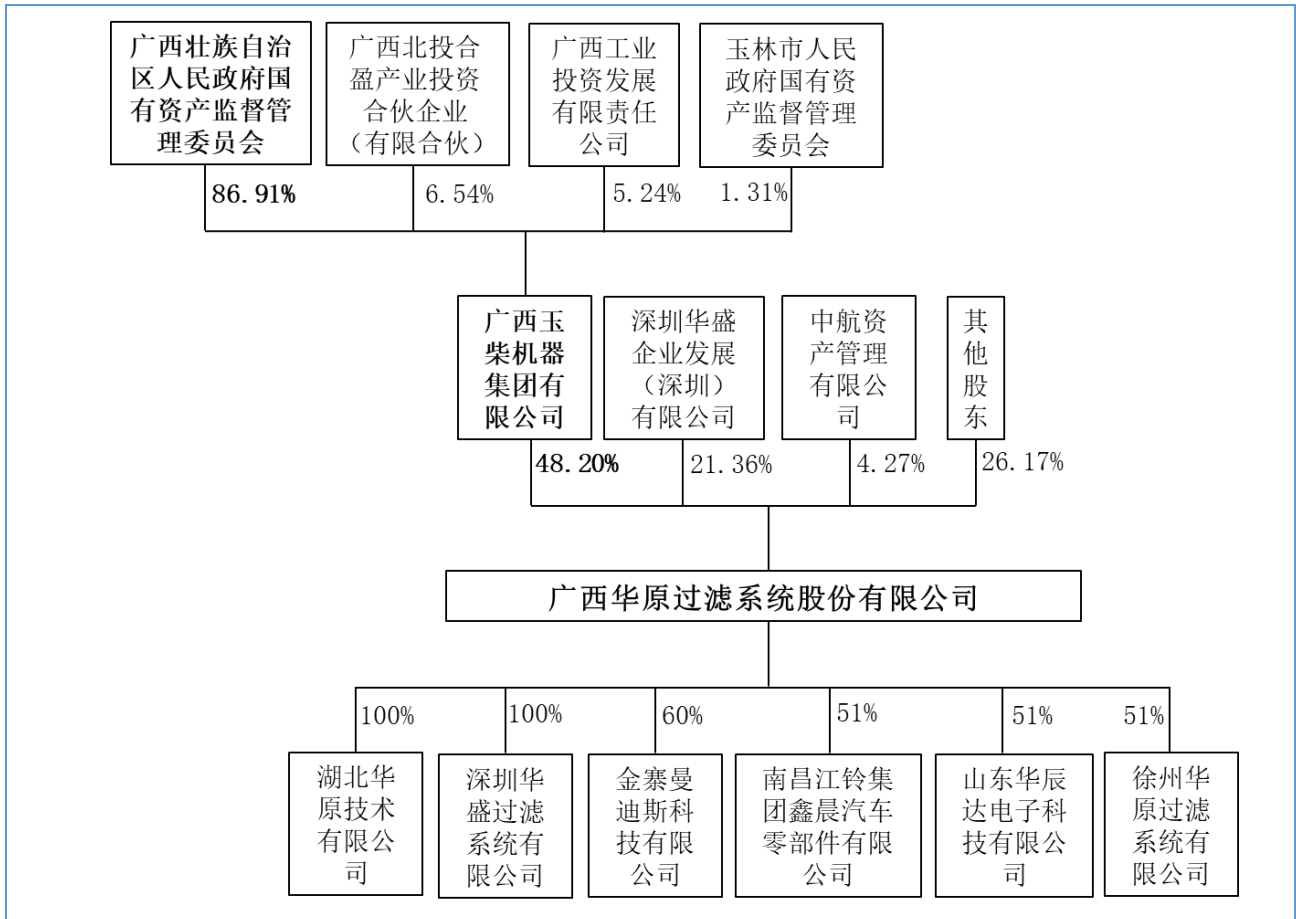 广西壮族自治
区人民政府国
有资产监督管
理委员会
广西北投合
盈产业投资
合伙企业
（有限合伙）
广西工业
投资发展
有限责任
公司
玉林市人民
政府国有资
产监督管理
委员会
86.91%
6.54%
5.24%
1.31%
广西玉
柴机器
集团有
限公司
深圳华盛
企业发展
（深圳）
有限公司
中航资
产管理
有限公
司
其
他
股
东
48.20%
21.36%
4.27%
26.17%
广西华原过滤系统股份有限公司
100%
100%
60%
51%
51%
51%
湖北华
原技术
有限公
司
深圳华
盛过滤
系统有
限公司
金寨曼
迪斯科
技有限
公司
南昌江铃集
团鑫晨汽车
零部件有限
公司
山东华辰
达电子科
技有限公
司
徐州华
原过滤
系统有
限公司